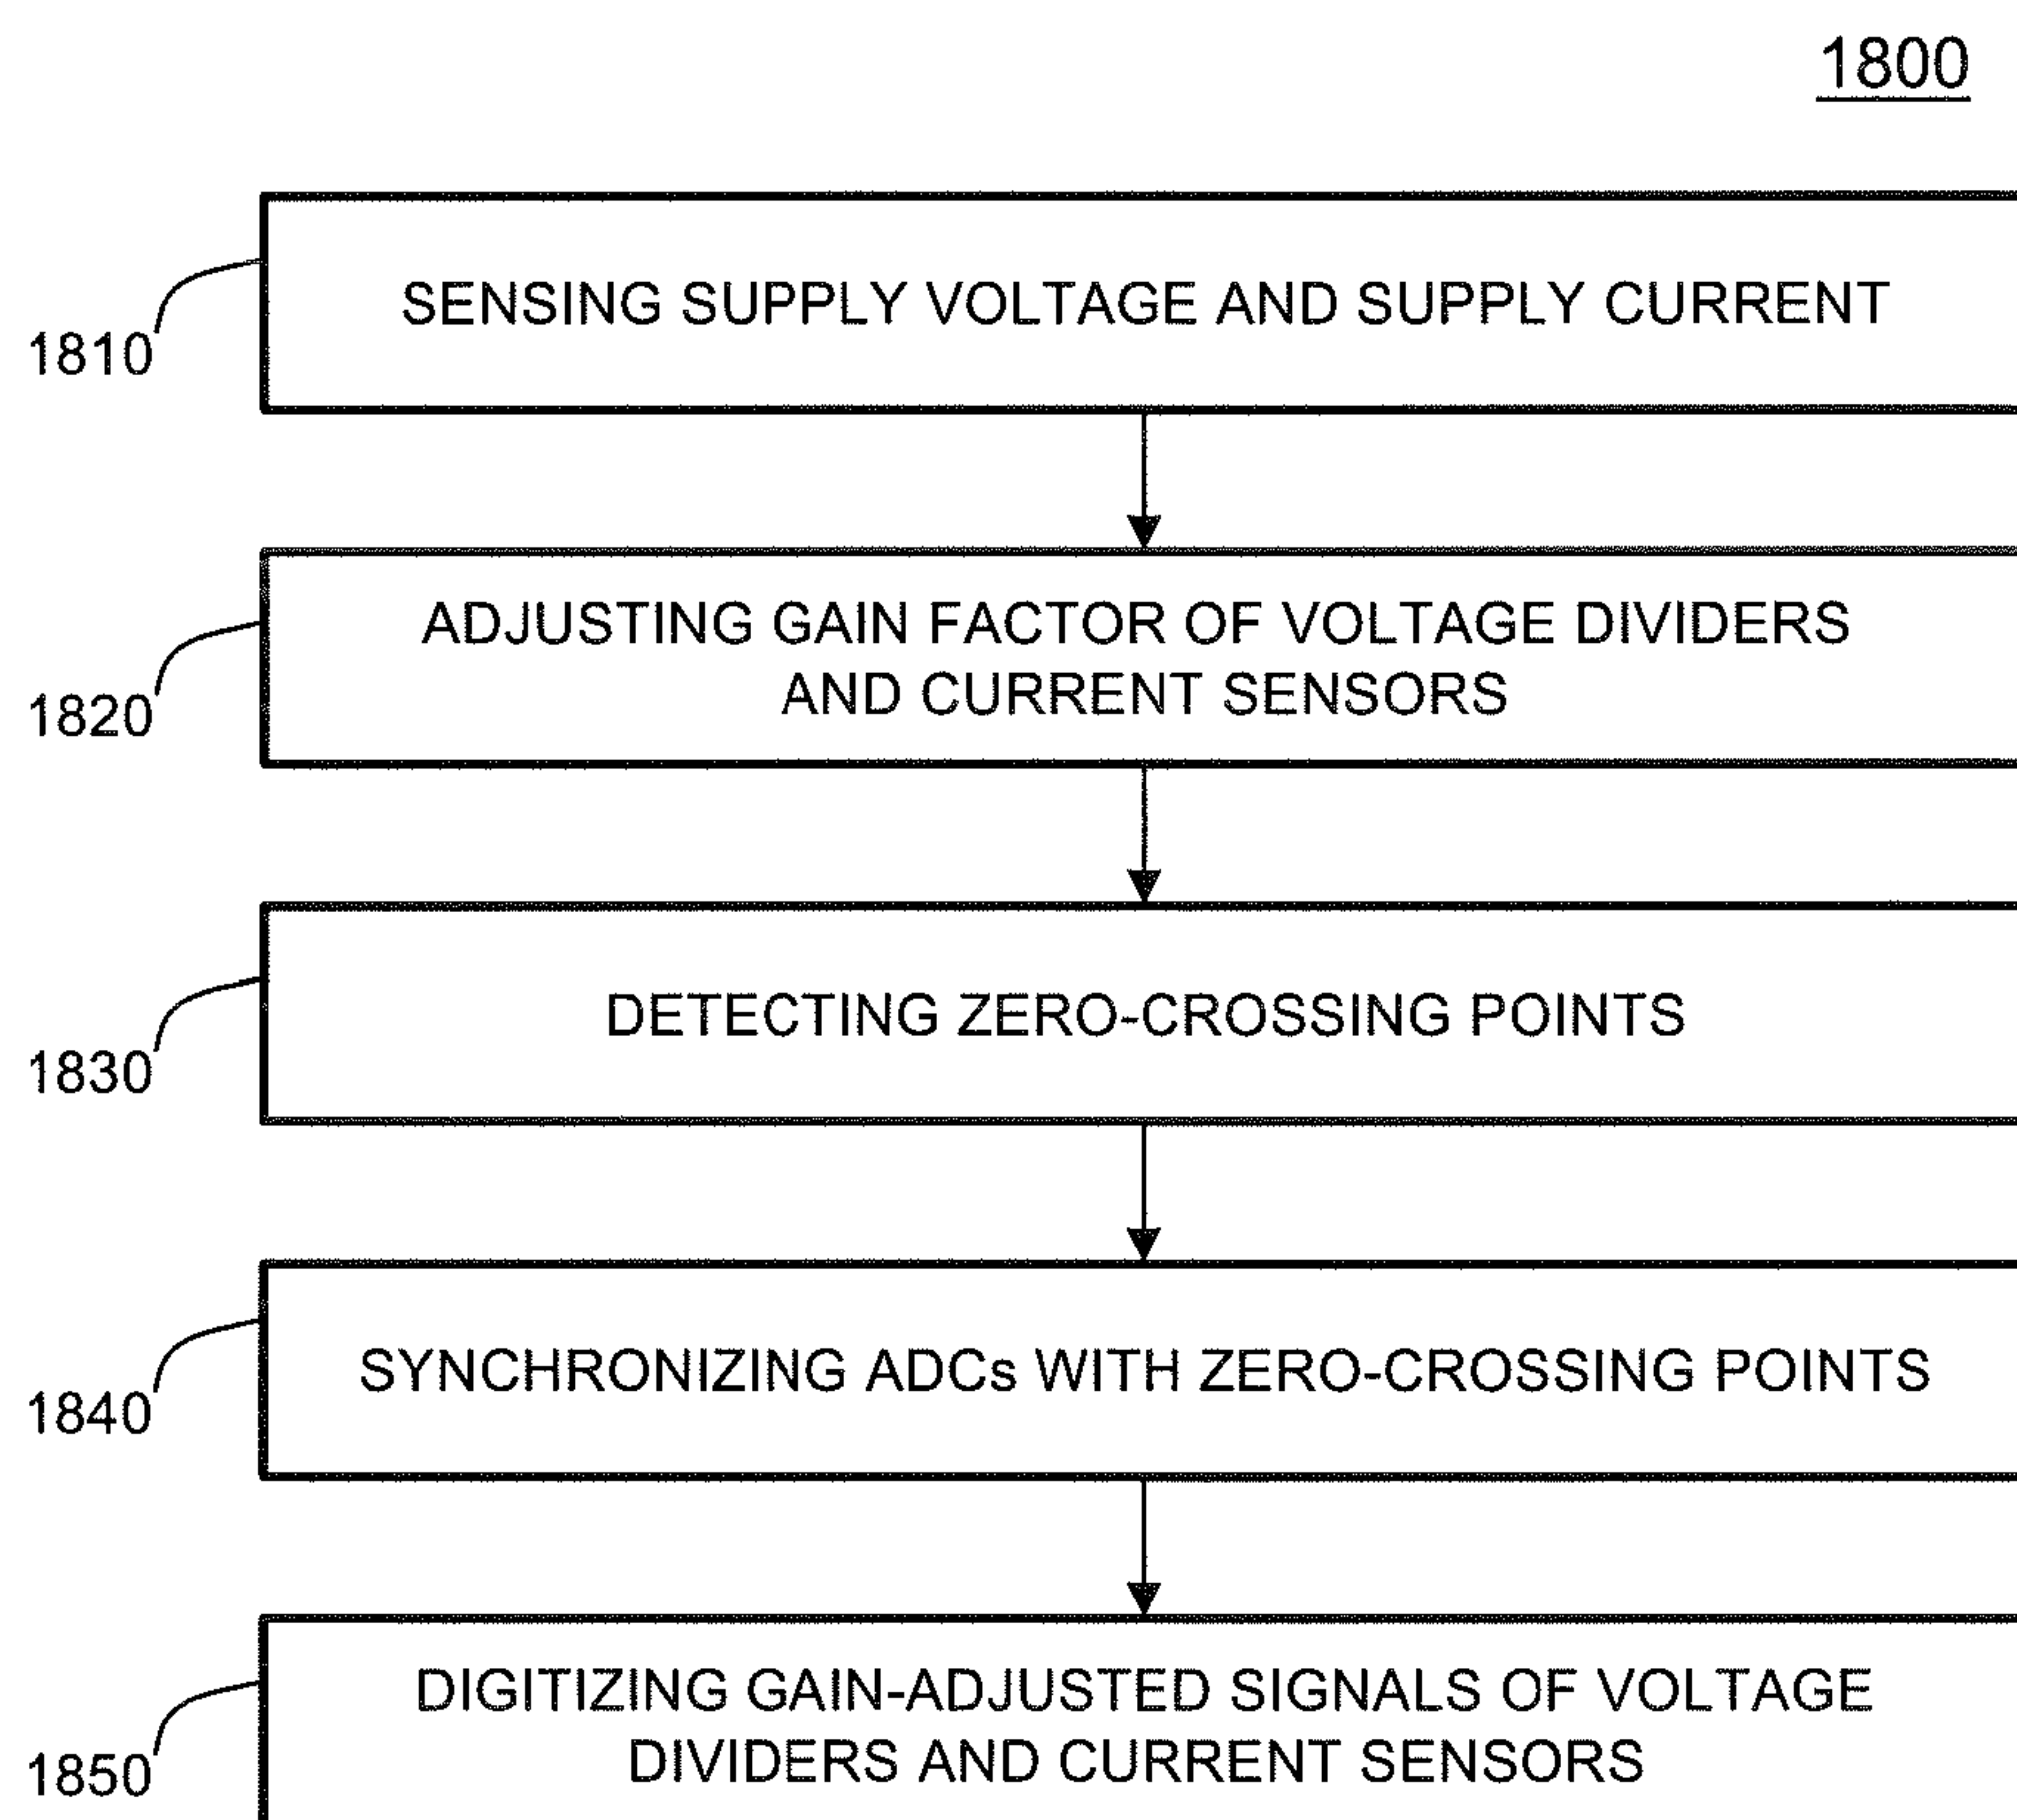 1800
SENSING SUPPLY VOLTAGE AND SUPPLY CURRENT
1810
ADJUSTING GAIN FACTOR OF VOLTAGE DIVIDERS
AND CURRENT SENSORS
1820
DETECTING ZERO-CROSSING POINTS
1830
SYNCHRONIZING ADCs WITH ZERO-CROSSING POINTS
1840
DIGITIZING GAIN-ADJUSTED SIGNALS OF VOLTAGE
DIVIDERS AND CURRENT SENSORS
1850